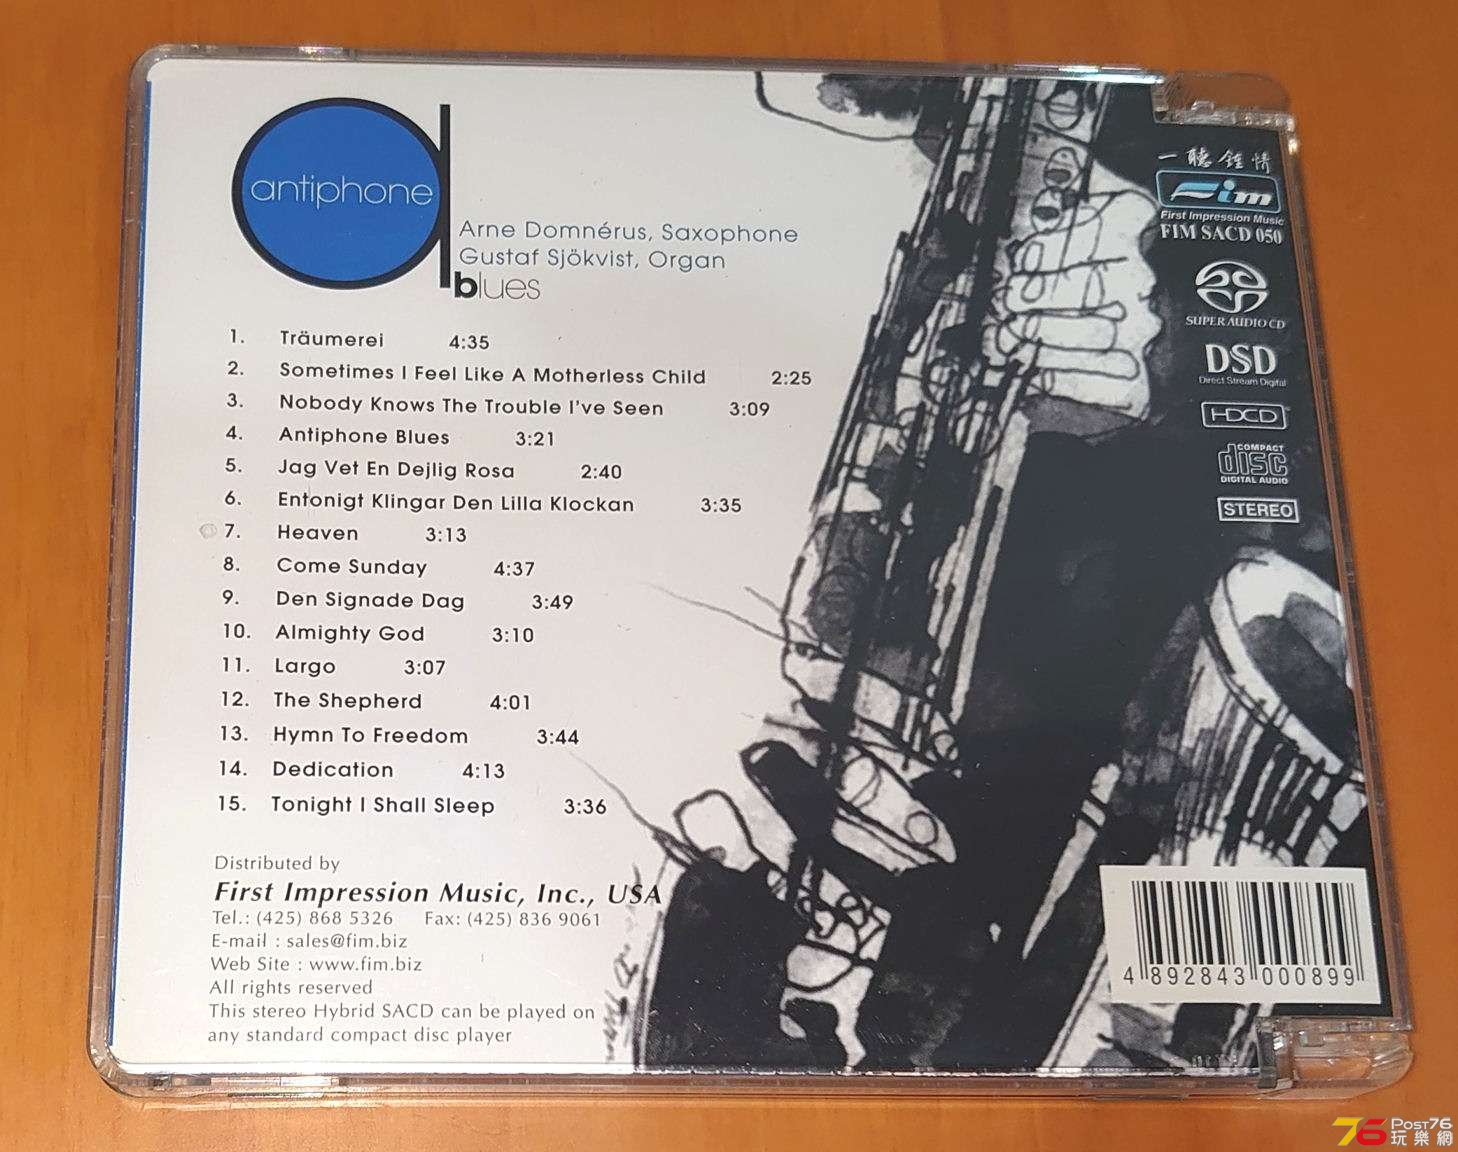 antiphone
blues
Arne Domnérus, Saxophone
Gustaf Sjökvist, Organ
1. Träumerei 4:35
2. Sometimes I Feel Like A Motherless Child 2:25
3. Nobody Knows The Trouble I've Seen 3:09
4. Antiphone Blues 3:21
5. Jag Vet En Dejlig Rosa 2:40
6. Entonigt Klingar Den Lilla Klockan 3:35
7. Heaven 3:13
8. Come Sunday 4:37
9. Den Signade Dag 3:49
10. Almighty God 3:10
11. Largo 3:07
12. The Shepherd 4:01
13. Hymn To Freedom 3:44
14. Dedication 4:13
15. Tonight I Shall Sleep 3:36
Distributed by
First Impression Music, Inc., USA
Tel.: (425) 868 5326 Fax: (425) 836 9061
E-mail : sales@fim.biz
Web Site : www.fim.biz
All rights reserved
This stereo Hybrid SACD can be played on
any standard compact disc player
一聽鍾情
Fim
First Impression Music
FIM SACD 050
SUPER AUDIO CD
DSD
Direct Stream Digital
HDCD
COMPACT
disc
DIGITAL AUDIO
STEREO
4 892843 000899
76 Post76
玩樂網